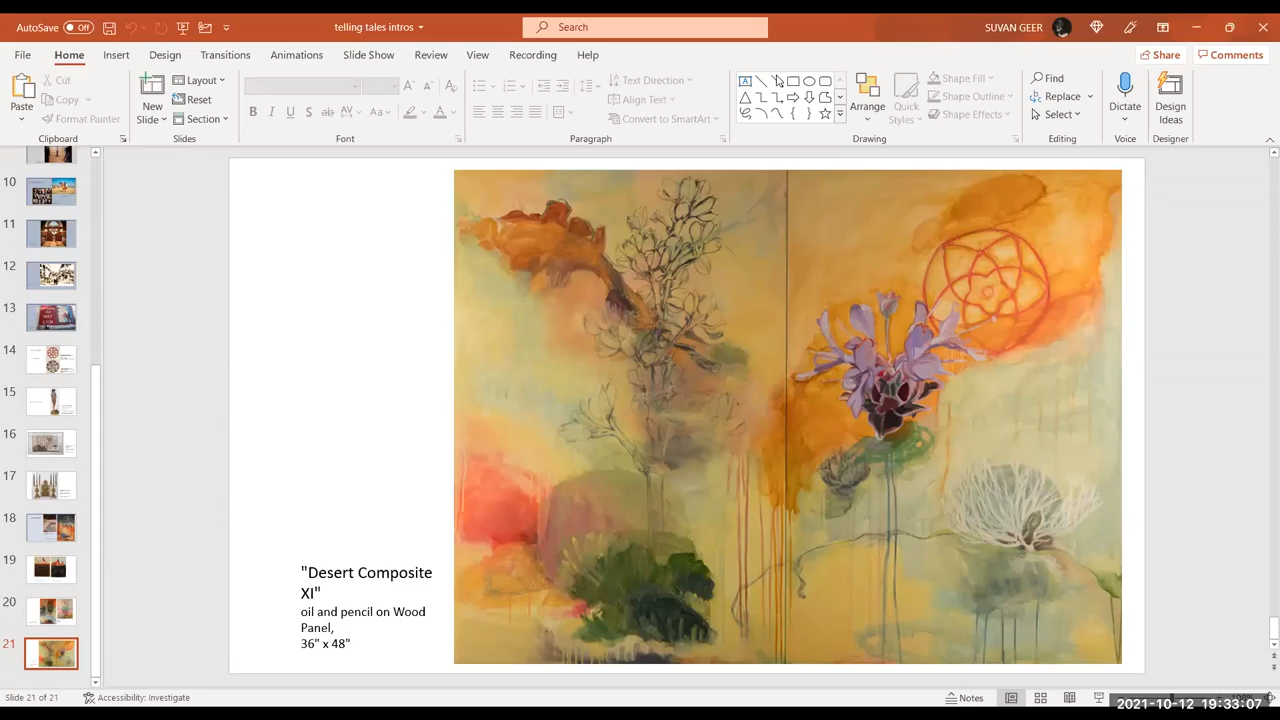 AutoSave Off telling tales intros Search SUVAN GEER
File Home Insert Design Transitions Animations Slide Show Review View Recording Help Share Comments
Paste Cut Copy Format Painter
New Slide Layout Reset Section
Text Direction Align Text Convert to SmartArt
Arrange Quick Styles Shape Fill Shape Outline Shape Effects
Find Replace Select
Dictate Design Ideas
Clipboard Slides Font Paragraph Drawing Editing Voice Designer
10
11
12
13
14
15
16
17
18
19
20
21
"Desert Composite
XI"
oil and pencil on Wood
Panel,
36" x 48"
Slide 21 of 21 Accessibility: Investigate Notes
2021-10-12 19:33:07